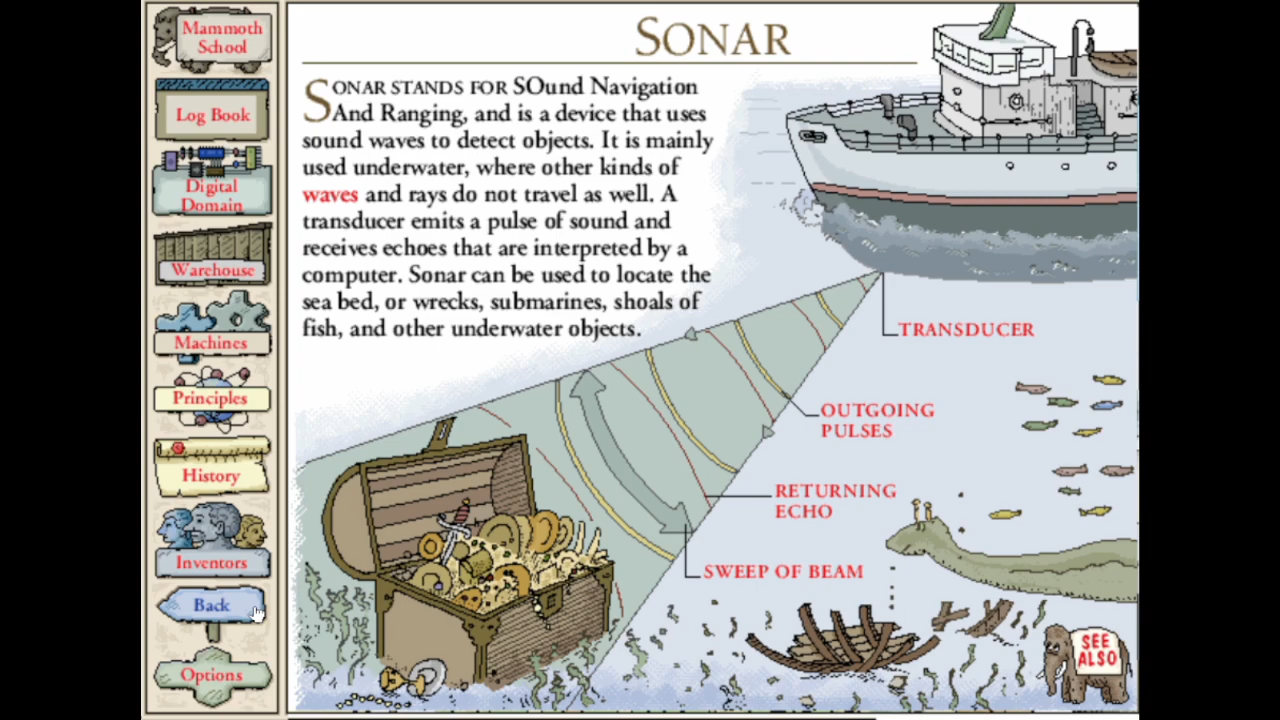 Mammoth
School
Log Book
Digital
Domain
Warehouse
Machines
Principles
History
Inventors
Back
Options
SONAR
SONAR STANDS FOR SOund Navigation
And Ranging, and is a device that uses
sound waves to detect objects. It is mainly
used underwater, where other kinds of
waves and rays do not travel as well. A
transducer emits a pulse of sound and
receives echoes that are interpreted by a
computer. Sonar can be used to locate the
sea bed, or wrecks, submarines, shoals of
fish, and other underwater objects.
TRANSDUCER
OUTGOING
PULSES
RETURNING
ECHO
SWEEP OF BEAM
SEE
ALSO